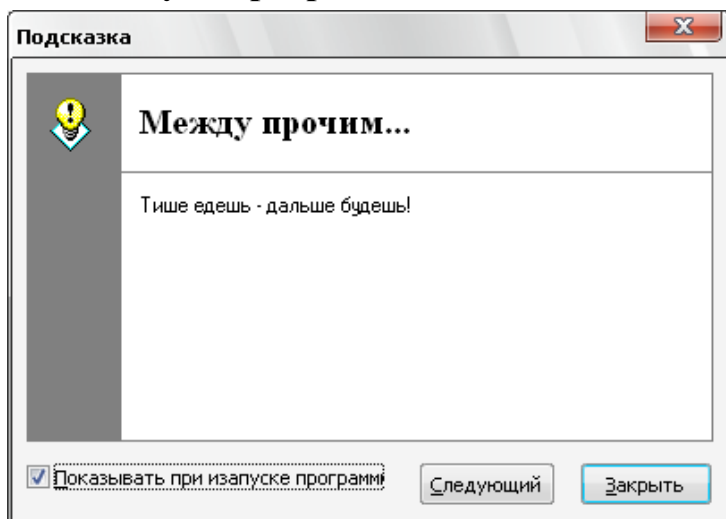 Подсказка
Между прочим...
Тише едешь - дальше будешь!
Показывать при изапуске программ
Следующий
Закрыть